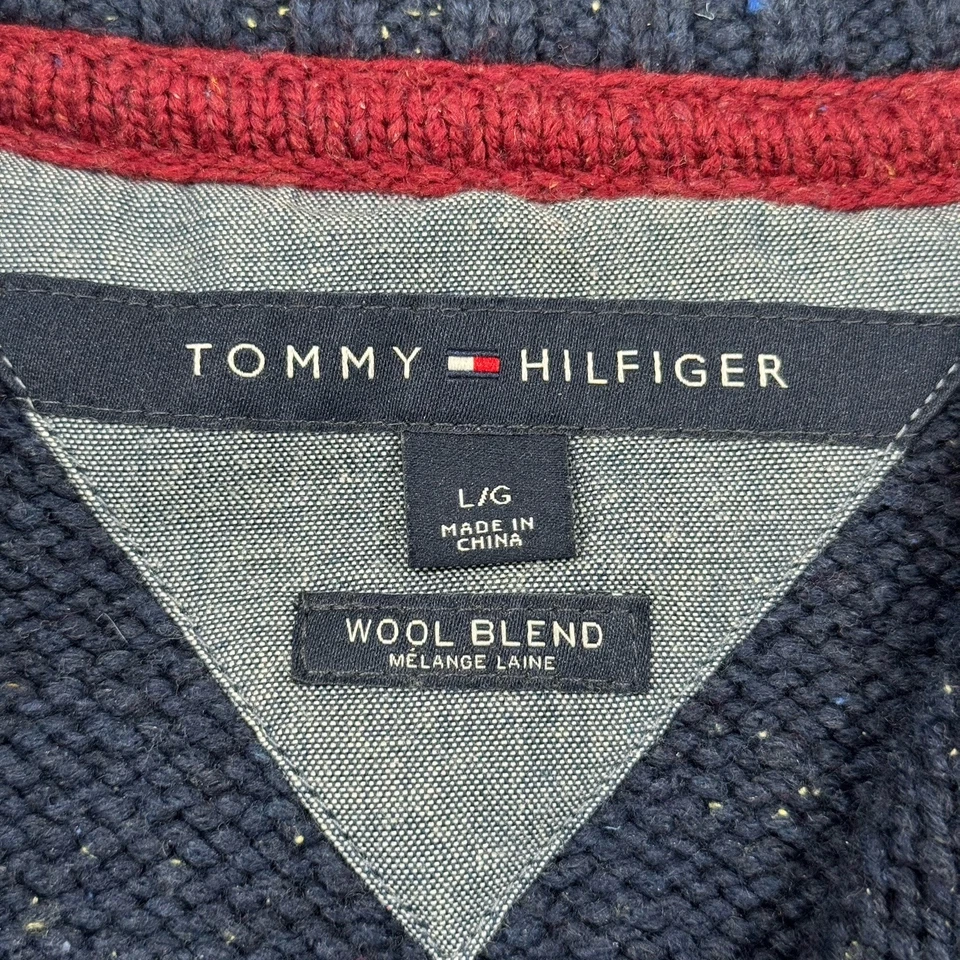 TOMMY HILFIGER
L/G
MADE IN
CHINA
WOOL BLEND
MÉLANGE LAINE